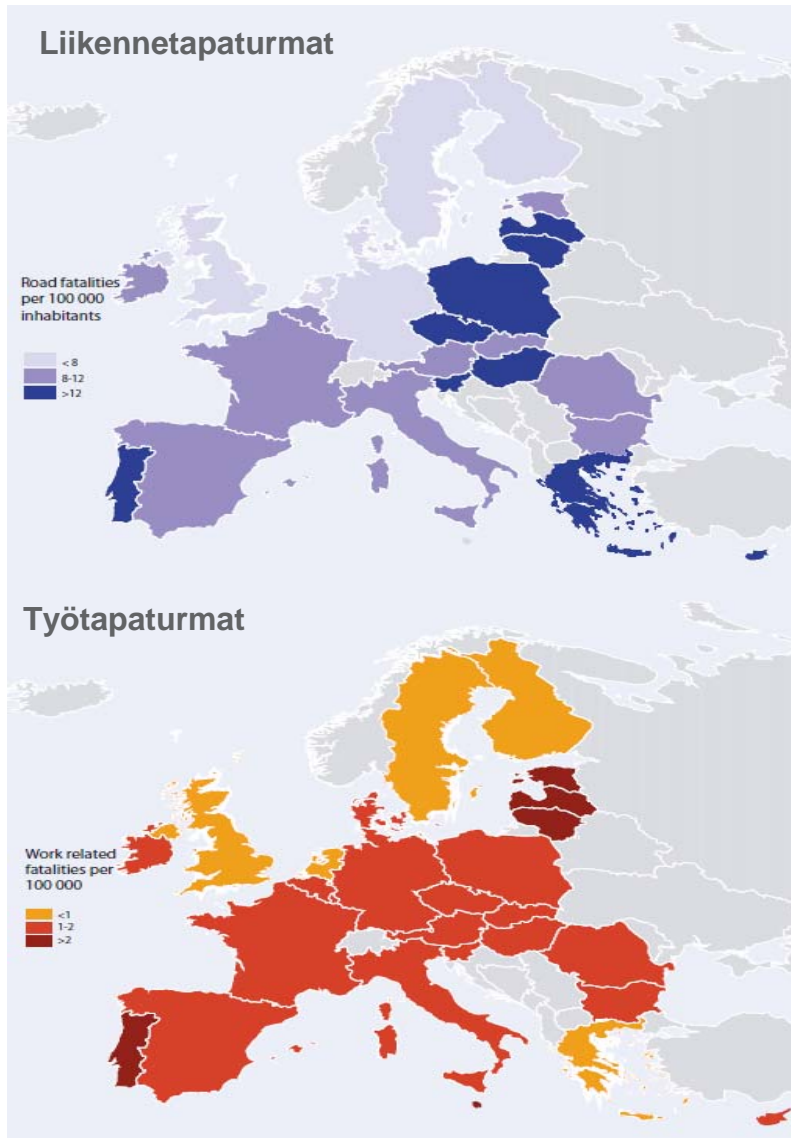 Liikennetapaturmat
Road fatalities
per 100 000
inhabitants
< 8
8-12
>12
Työtapaturmat
Work related
fatalities per
100 000
<1
1-2
>2